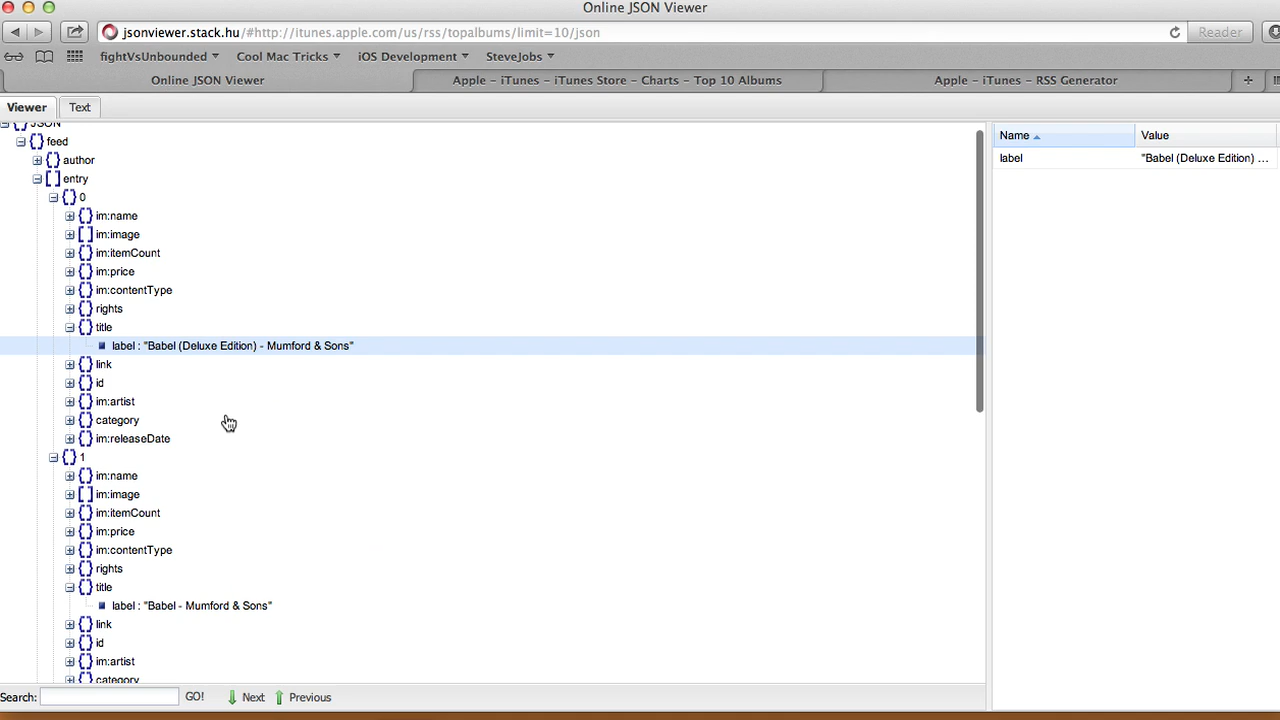 Online JSON Viewer
jsonviewer.stack.hu/#http://itunes.apple.com/us/rss/topalbums/limit=10/json
Reader
fightVsUnbounded Cool Mac Tricks iOS Development SteveJobs
Online JSON Viewer Apple – iTunes – iTunes Store – Charts – Top 10 Albums Apple – iTunes – RSS Generator
Viewer Text
JSON
feed
author
entry
0
im:name
im:image
im:itemCount
im:price
im:contentType
rights
title
label : "Babel (Deluxe Edition) - Mumford & Sons"
link
id
im:artist
category
im:releaseDate
1
im:name
im:image
im:itemCount
im:price
im:contentType
rights
title
label : "Babel - Mumford & Sons"
link
id
im:artist
category
Name Value
label "Babel (Deluxe Edition) ...
Search: GO! Next Previous